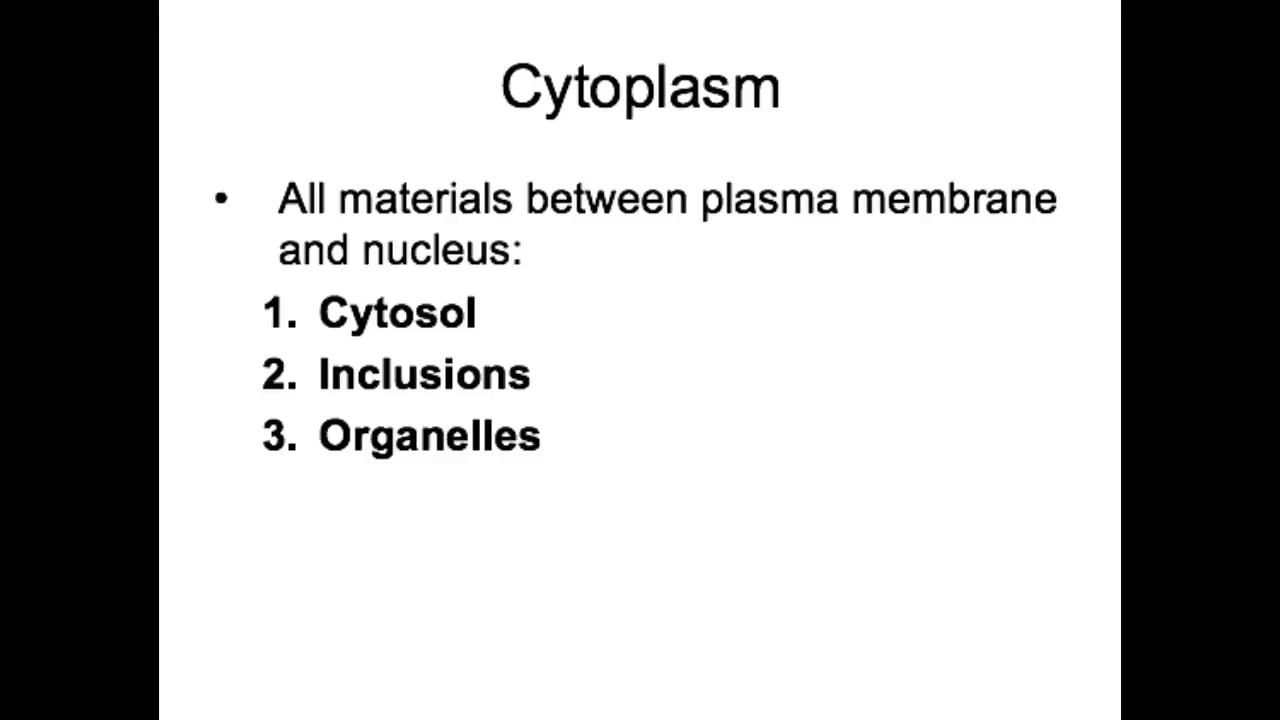 Cytoplasm
• All materials between plasma membrane
and nucleus:
1. Cytosol
2. Inclusions
3. Organelles